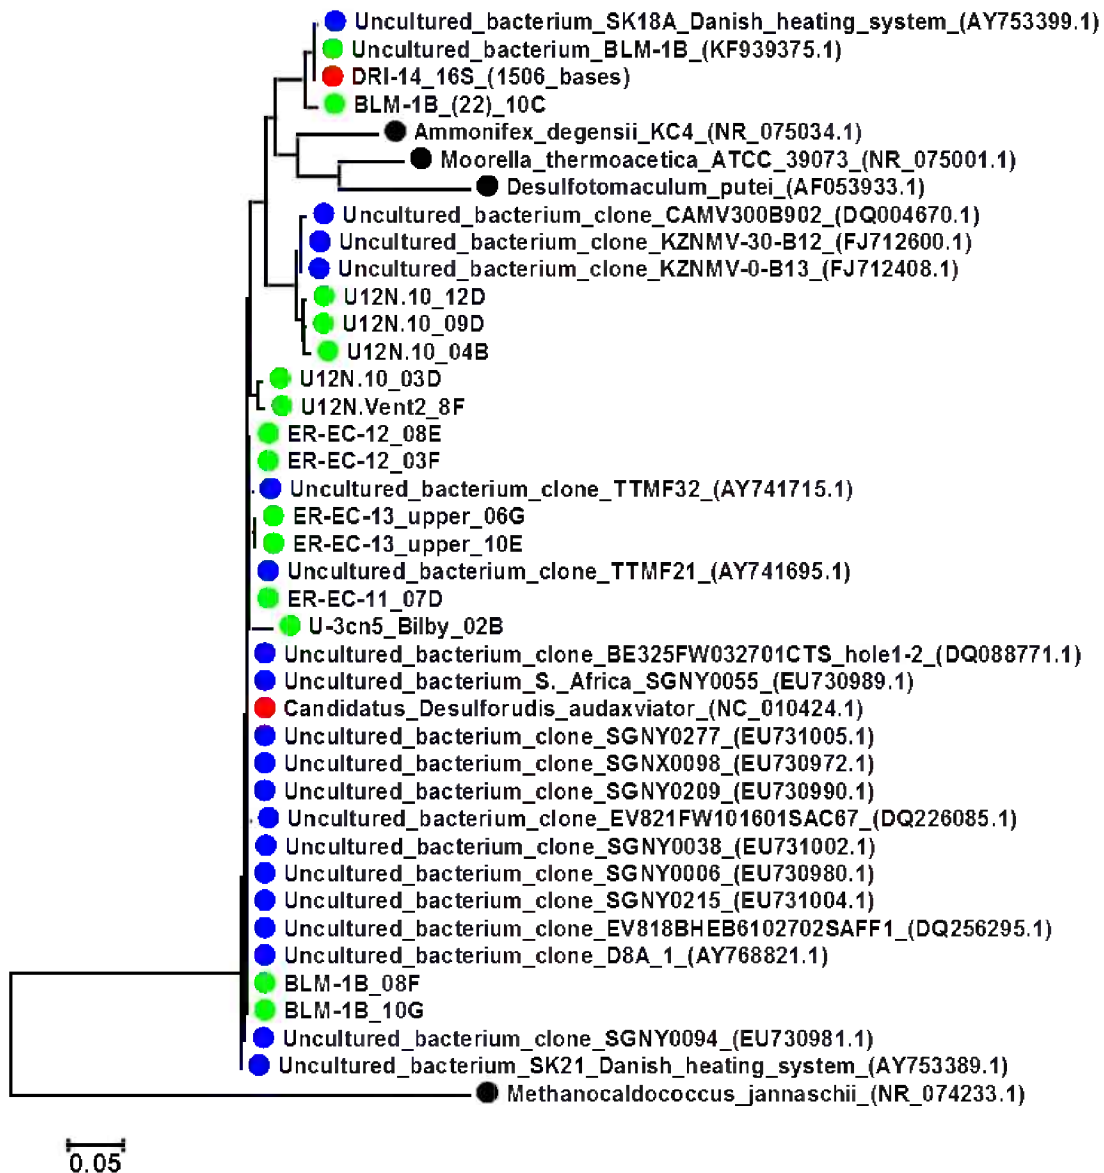 Uncultured_bacterium_SK18A_Danish_heating_system_(AY753399.1)
Uncultured_bacterium_BLM-1B_(KF939375.1)
DRI-14_16S_(1506_bases)
BLM-1B_(22)_10C
Ammonifex_degensii_KC4_(NR_075034.1)
Moorella_thermoacetica_ATCC_39073_(NR_075001.1)
Desulfotomaculum_putei_(AF053933.1)
Uncultured_bacterium_clone_CAMV300B902_(DQ004670.1)
Uncultured_bacterium_clone_KZNMV-30-B12_(FJ712600.1)
Uncultured_bacterium_clone_KZNMV-0-B13_(FJ712408.1)
U12N.10_12D
U12N.10_09D
U12N.10_04B
U12N.10_03D
U12N.Vent2_8F
ER-EC-12_08E
ER-EC-12_03F
Uncultured_bacterium_clone_TTMF32_(AY741715.1)
ER-EC-13_upper_06G
ER-EC-13_upper_10E
Uncultured_bacterium_clone_TTMF21_(AY741695.1)
ER-EC-11_07D
U-3cn5_Bilby_02B
Uncultured_bacterium_clone_BE325FW032701CTS_hole1-2_(DQ088771.1)
Uncultured_bacterium_S._Africa_SGNY0055_(EU730989.1)
Candidatus_Desulforudis_audaxviator_(NC_010424.1)
Uncultured_bacterium_clone_SGNY0277_(EU731005.1)
Uncultured_bacterium_clone_SGNX0098_(EU730972.1)
Uncultured_bacterium_clone_SGNY0209_(EU730990.1)
Uncultured_bacterium_clone_EV821FW101601SAC67_(DQ226085.1)
Uncultured_bacterium_clone_SGNY0038_(EU731002.1)
Uncultured_bacterium_clone_SGNY0006_(EU730980.1)
Uncultured_bacterium_clone_SGNY0215_(EU731004.1)
Uncultured_bacterium_clone_EV818BHEB6102702SAFF1_(DQ256295.1)
Uncultured_bacterium_clone_D8A_1_(AY768821.1)
BLM-1B_08F
BLM-1B_10G
Uncultured_bacterium_clone_SGNY0094_(EU730981.1)
Uncultured_bacterium_SK21_Danish_heating_system_(AY753389.1)
Methanocaldococcus_jannaschii_(NR_074233.1)
0.05